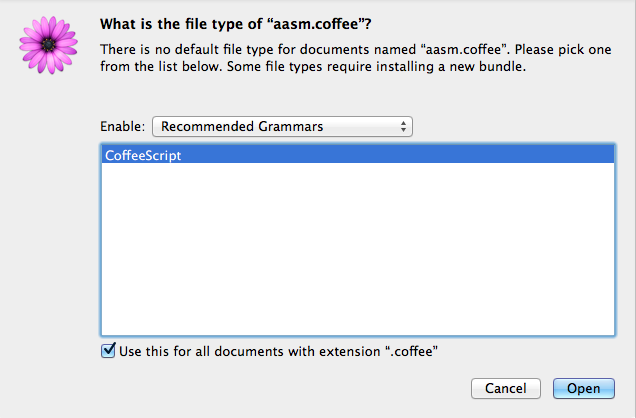 What is the file type of “aasm.coffee”?
There is no default file type for documents named “aasm.coffee”. Please pick one
from the list below. Some file types require installing a new bundle.
Enable: Recommended Grammars
CoffeeScript
Use this for all documents with extension “.coffee”
Cancel Open